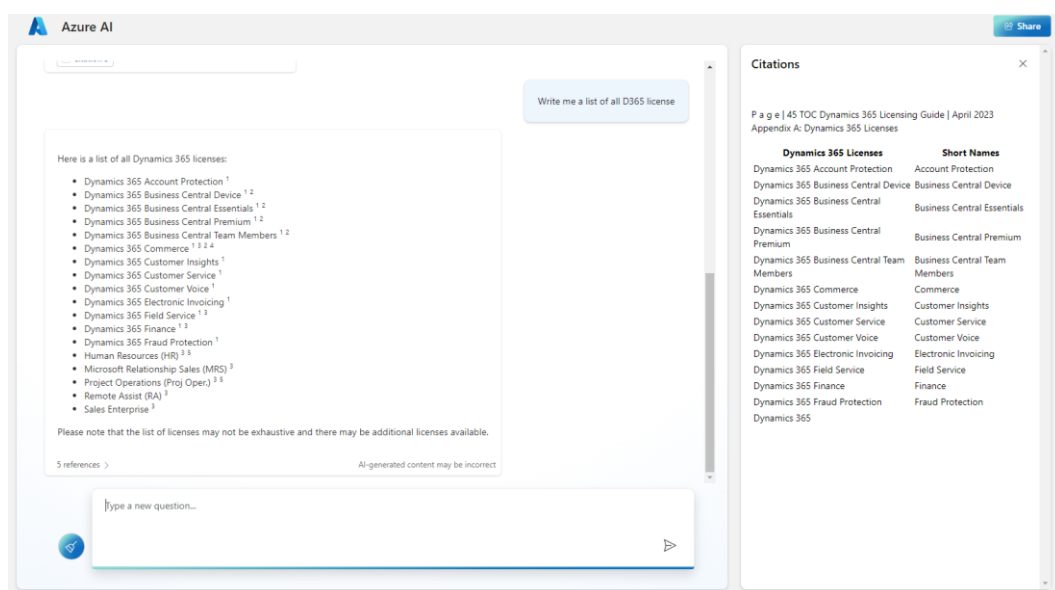 Azure AI
Share
Write me a list of all D365 license
Here is a list of all Dynamics 365 licenses:
• Dynamics 365 Account Protection 1
• Dynamics 365 Business Central Device 1 2
• Dynamics 365 Business Central Essentials 1 2
• Dynamics 365 Business Central Premium 1 2
• Dynamics 365 Business Central Team Members 1 2
• Dynamics 365 Commerce 1 3 2 4
• Dynamics 365 Customer Insights 1
• Dynamics 365 Customer Service 1
• Dynamics 365 Customer Voice 1
• Dynamics 365 Electronic Invoicing 1
• Dynamics 365 Field Service 1 3
• Dynamics 365 Finance 1 3
• Dynamics 365 Fraud Protection 1
• Human Resources (HR) 3 5
• Microsoft Relationship Sales (MRS) 3
• Project Operations (Proj Oper.) 3 5
• Remote Assist (RA) 3
• Sales Enterprise 3
Please note that the list of licenses may not be exhaustive and there may be additional licenses available.
5 references
AI-generated content may be incorrect
Type a new question...
Citations
P a g e | 45 TOC Dynamics 365 Licensing Guide | April 2023
Appendix A: Dynamics 365 Licenses
Dynamics 365 Licenses Short Names
Dynamics 365 Account Protection Account Protection
Dynamics 365 Business Central Device Business Central Device
Dynamics 365 Business Central
Essentials
Business Central Essentials
Dynamics 365 Business Central
Premium
Business Central Premium
Dynamics 365 Business Central Team Business Central Team
Members Members
Dynamics 365 Commerce Commerce
Dynamics 365 Customer Insights Customer Insights
Dynamics 365 Customer Service Customer Service
Dynamics 365 Customer Voice Customer Voice
Dynamics 365 Electronic Invoicing Electronic Invoicing
Dynamics 365 Field Service Field Service
Dynamics 365 Finance Finance
Dynamics 365 Fraud Protection Fraud Protection
Dynamics 365